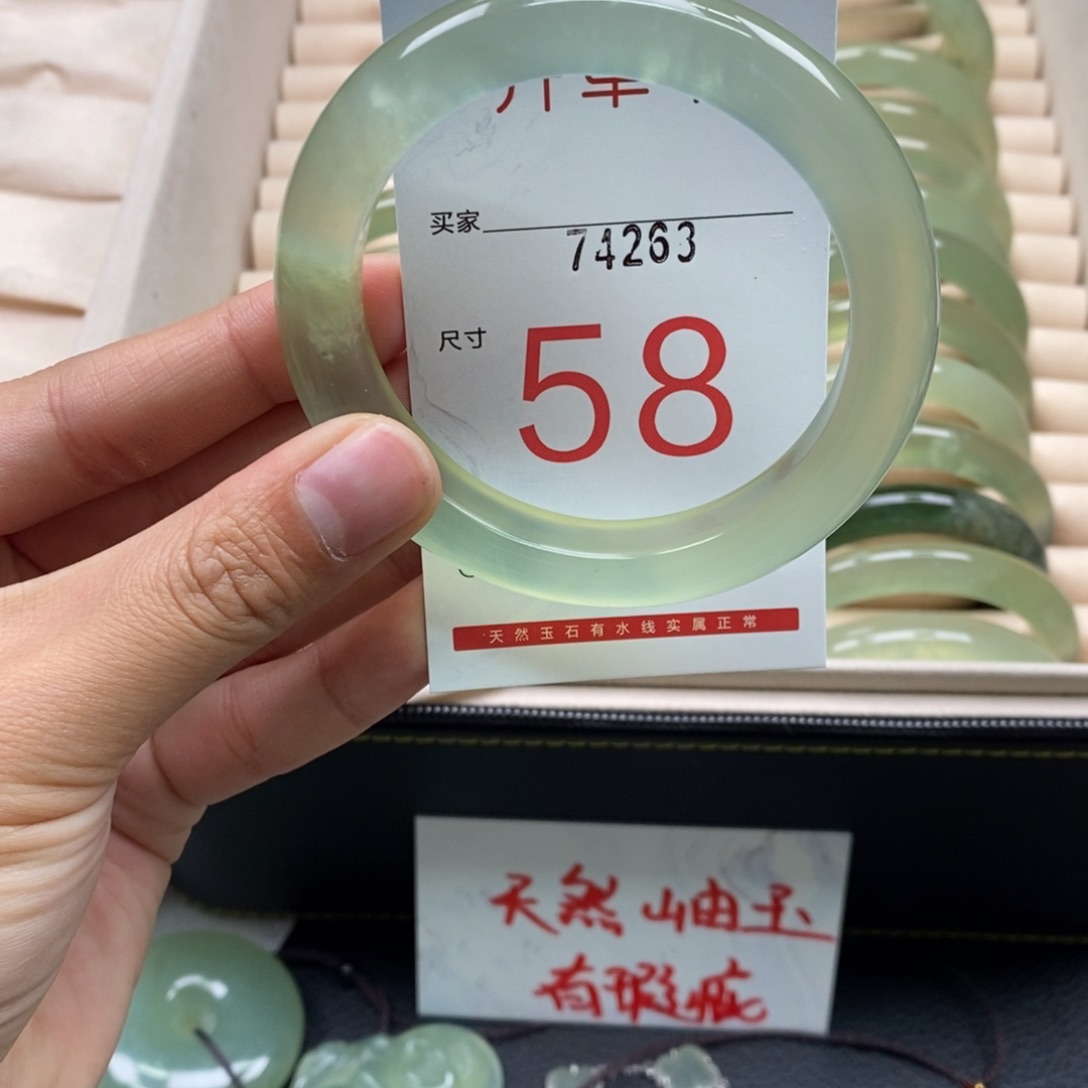 买家
74263
尺寸
58
天然玉石有水线实属正常
天然岫玉
有瑕疵